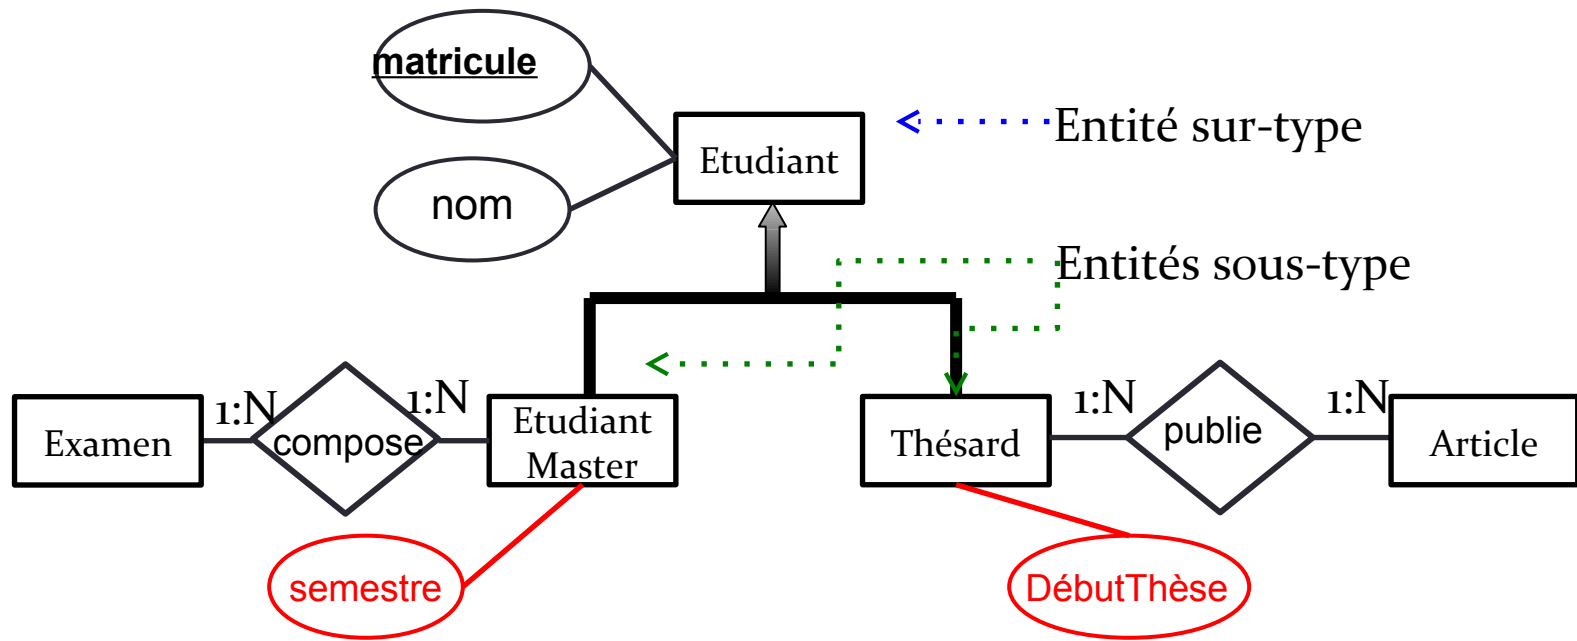 matricule
Etudiant
Entité sur-type
nom
Entités sous-type
Examen
1:N
compose
1:N
Etudiant
Master
Thésard
1:N
publie
1:N
Article
semestre
DébutThèse